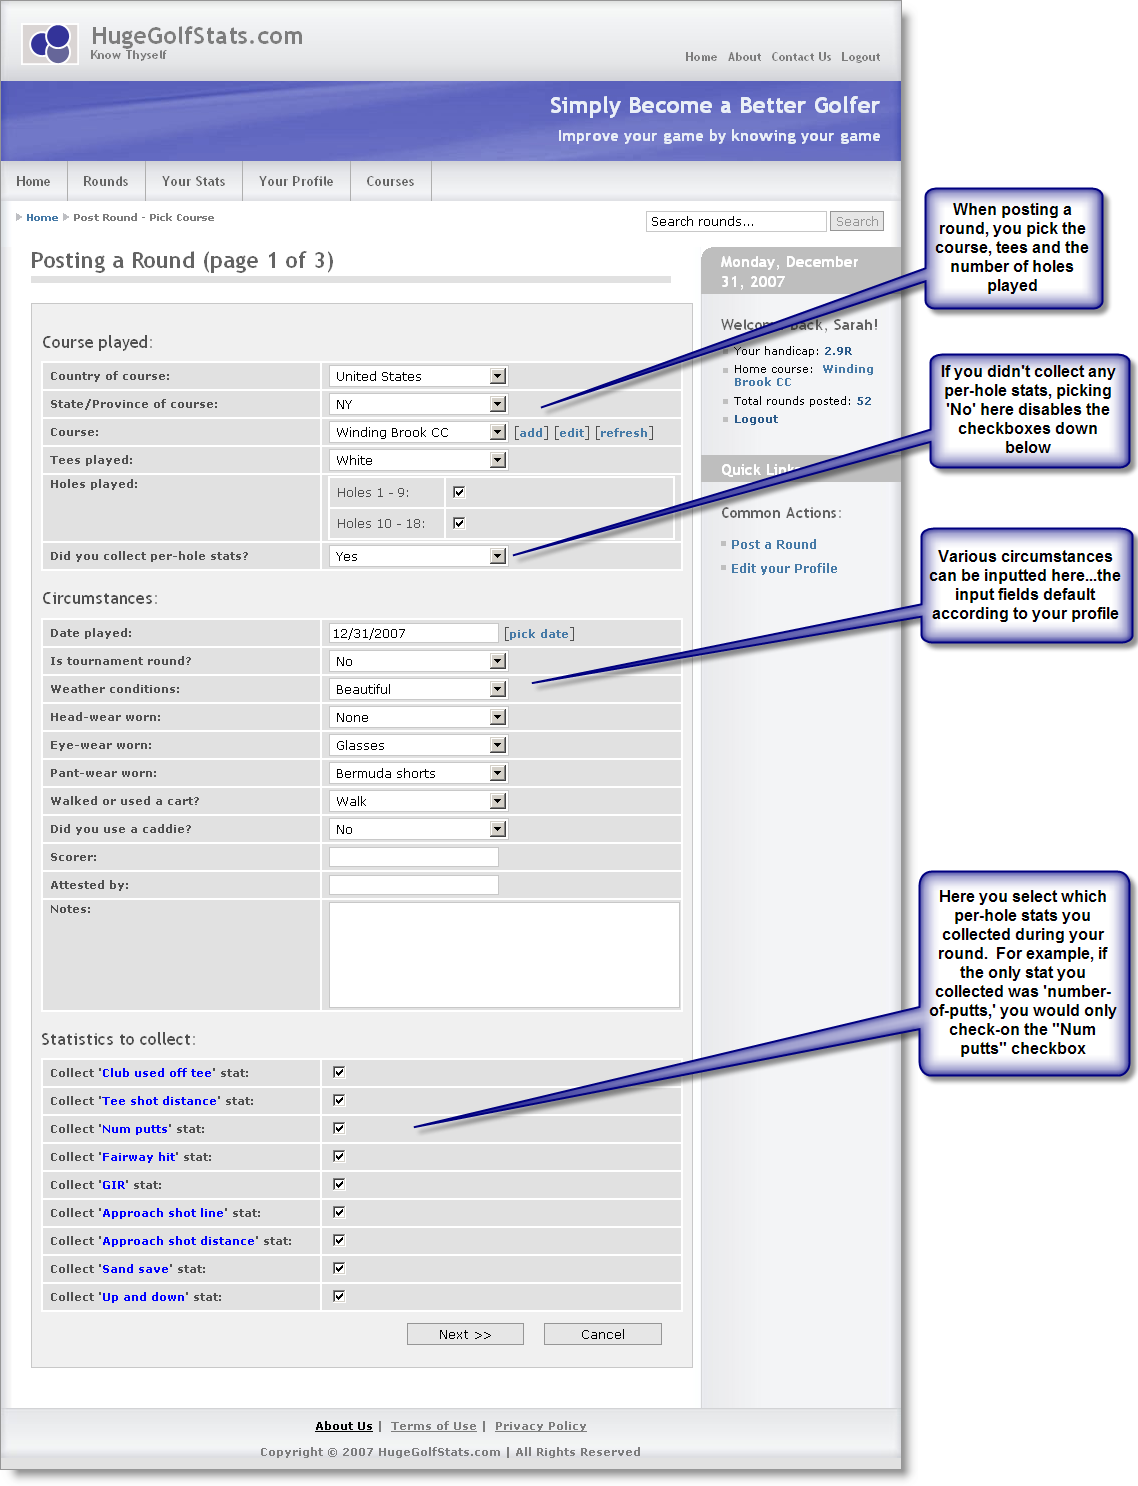 HugeGolfStats.com
Know Thyself
Home About Contact Us Logout
Simply Become a Better Golfer
Improve your game by knowing your game
Home Rounds Your Stats Your Profile Courses
Home Post Round - Pick Course
Search rounds... Search
Posting a Round (page 1 of 3)
Course played:
Country of course: United States
State/Province of course: NY
Course: Winding Brook CC [add] [edit] [refresh]
Tees played: White
Holes played: Holes 1 - 9:
Holes 10 - 18:
Did you collect per-hole stats? Yes
Circumstances:
Date played: 12/31/2007 [pick date]
Is tournament round? No
Weather conditions: Beautiful
Head-wear worn: None
Eye-wear worn: Glasses
Pant-wear worn: Bermuda shorts
Walked or used a cart? Walk
Did you use a caddie? No
Scorer:
Attested by:
Notes:
Statistics to collect:
Collect 'Club used off tee' stat:
Collect 'Tee shot distance' stat:
Collect 'Num putts' stat:
Collect 'Fairway hit' stat:
Collect 'GIR' stat:
Collect 'Approach shot line' stat:
Collect 'Approach shot distance' stat:
Collect 'Sand save' stat:
Collect 'Up and down' stat:
Next >> Cancel
Monday, December
31, 2007
Welcome back, Sarah!
Your handicap: 2.9R
Home course: Winding
Brook CC
Total rounds posted: 52
Logout
Quick Links
Common Actions:
Post a Round
Edit your Profile
When posting a
round, you pick the
course, tees and the
number of holes
played
If you didn't collect any
per-hole stats, picking
'No' here disables the
checkboxes down
below
Various circumstances
can be inputted here...the
input fields default
according to your profile
Here you select which
per-hole stats you
collected during your
round. For example, if
the only stat you
collected was 'number-
of-putts,' you would only
check-on the "Num
putts" checkbox
About Us | Terms of Use | Privacy Policy
Copyright © 2007 HugeGolfStats.com | All Rights Reserved